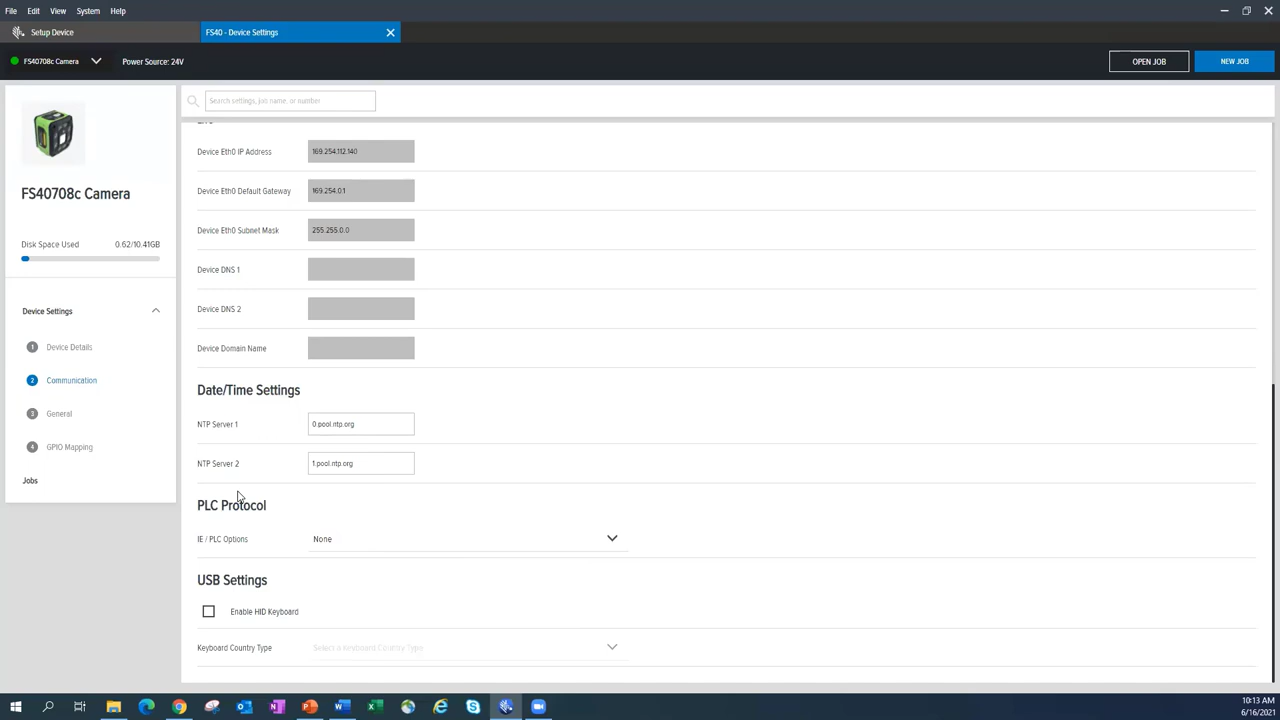 File Edit View System Help
Setup Device
FS40 - Device Settings
FS40708c Camera
Power Source: 24V
OPEN JOB
NEW JOB
Search settings, job name, or number
FS40708c Camera
Disk Space Used 0.62/10.41GB
Device Settings
1 Device Details
2 Communication
3 General
4 GPIO Mapping
Jobs
Device Eth0 IP Address 169.254.112.140
Device Eth0 Default Gateway 169.254.0.1
Device Eth0 Subnet Mask 255.255.0.0
Device DNS 1
Device DNS 2
Device Domain Name
Date/Time Settings
NTP Server 1 0.pool.ntp.org
NTP Server 2 1.pool.ntp.org
PLC Protocol
IE / PLC Options None
USB Settings
Enable HID Keyboard
Keyboard Country Type Select a Keyboard Country Type
10:13 AM
6/16/2021